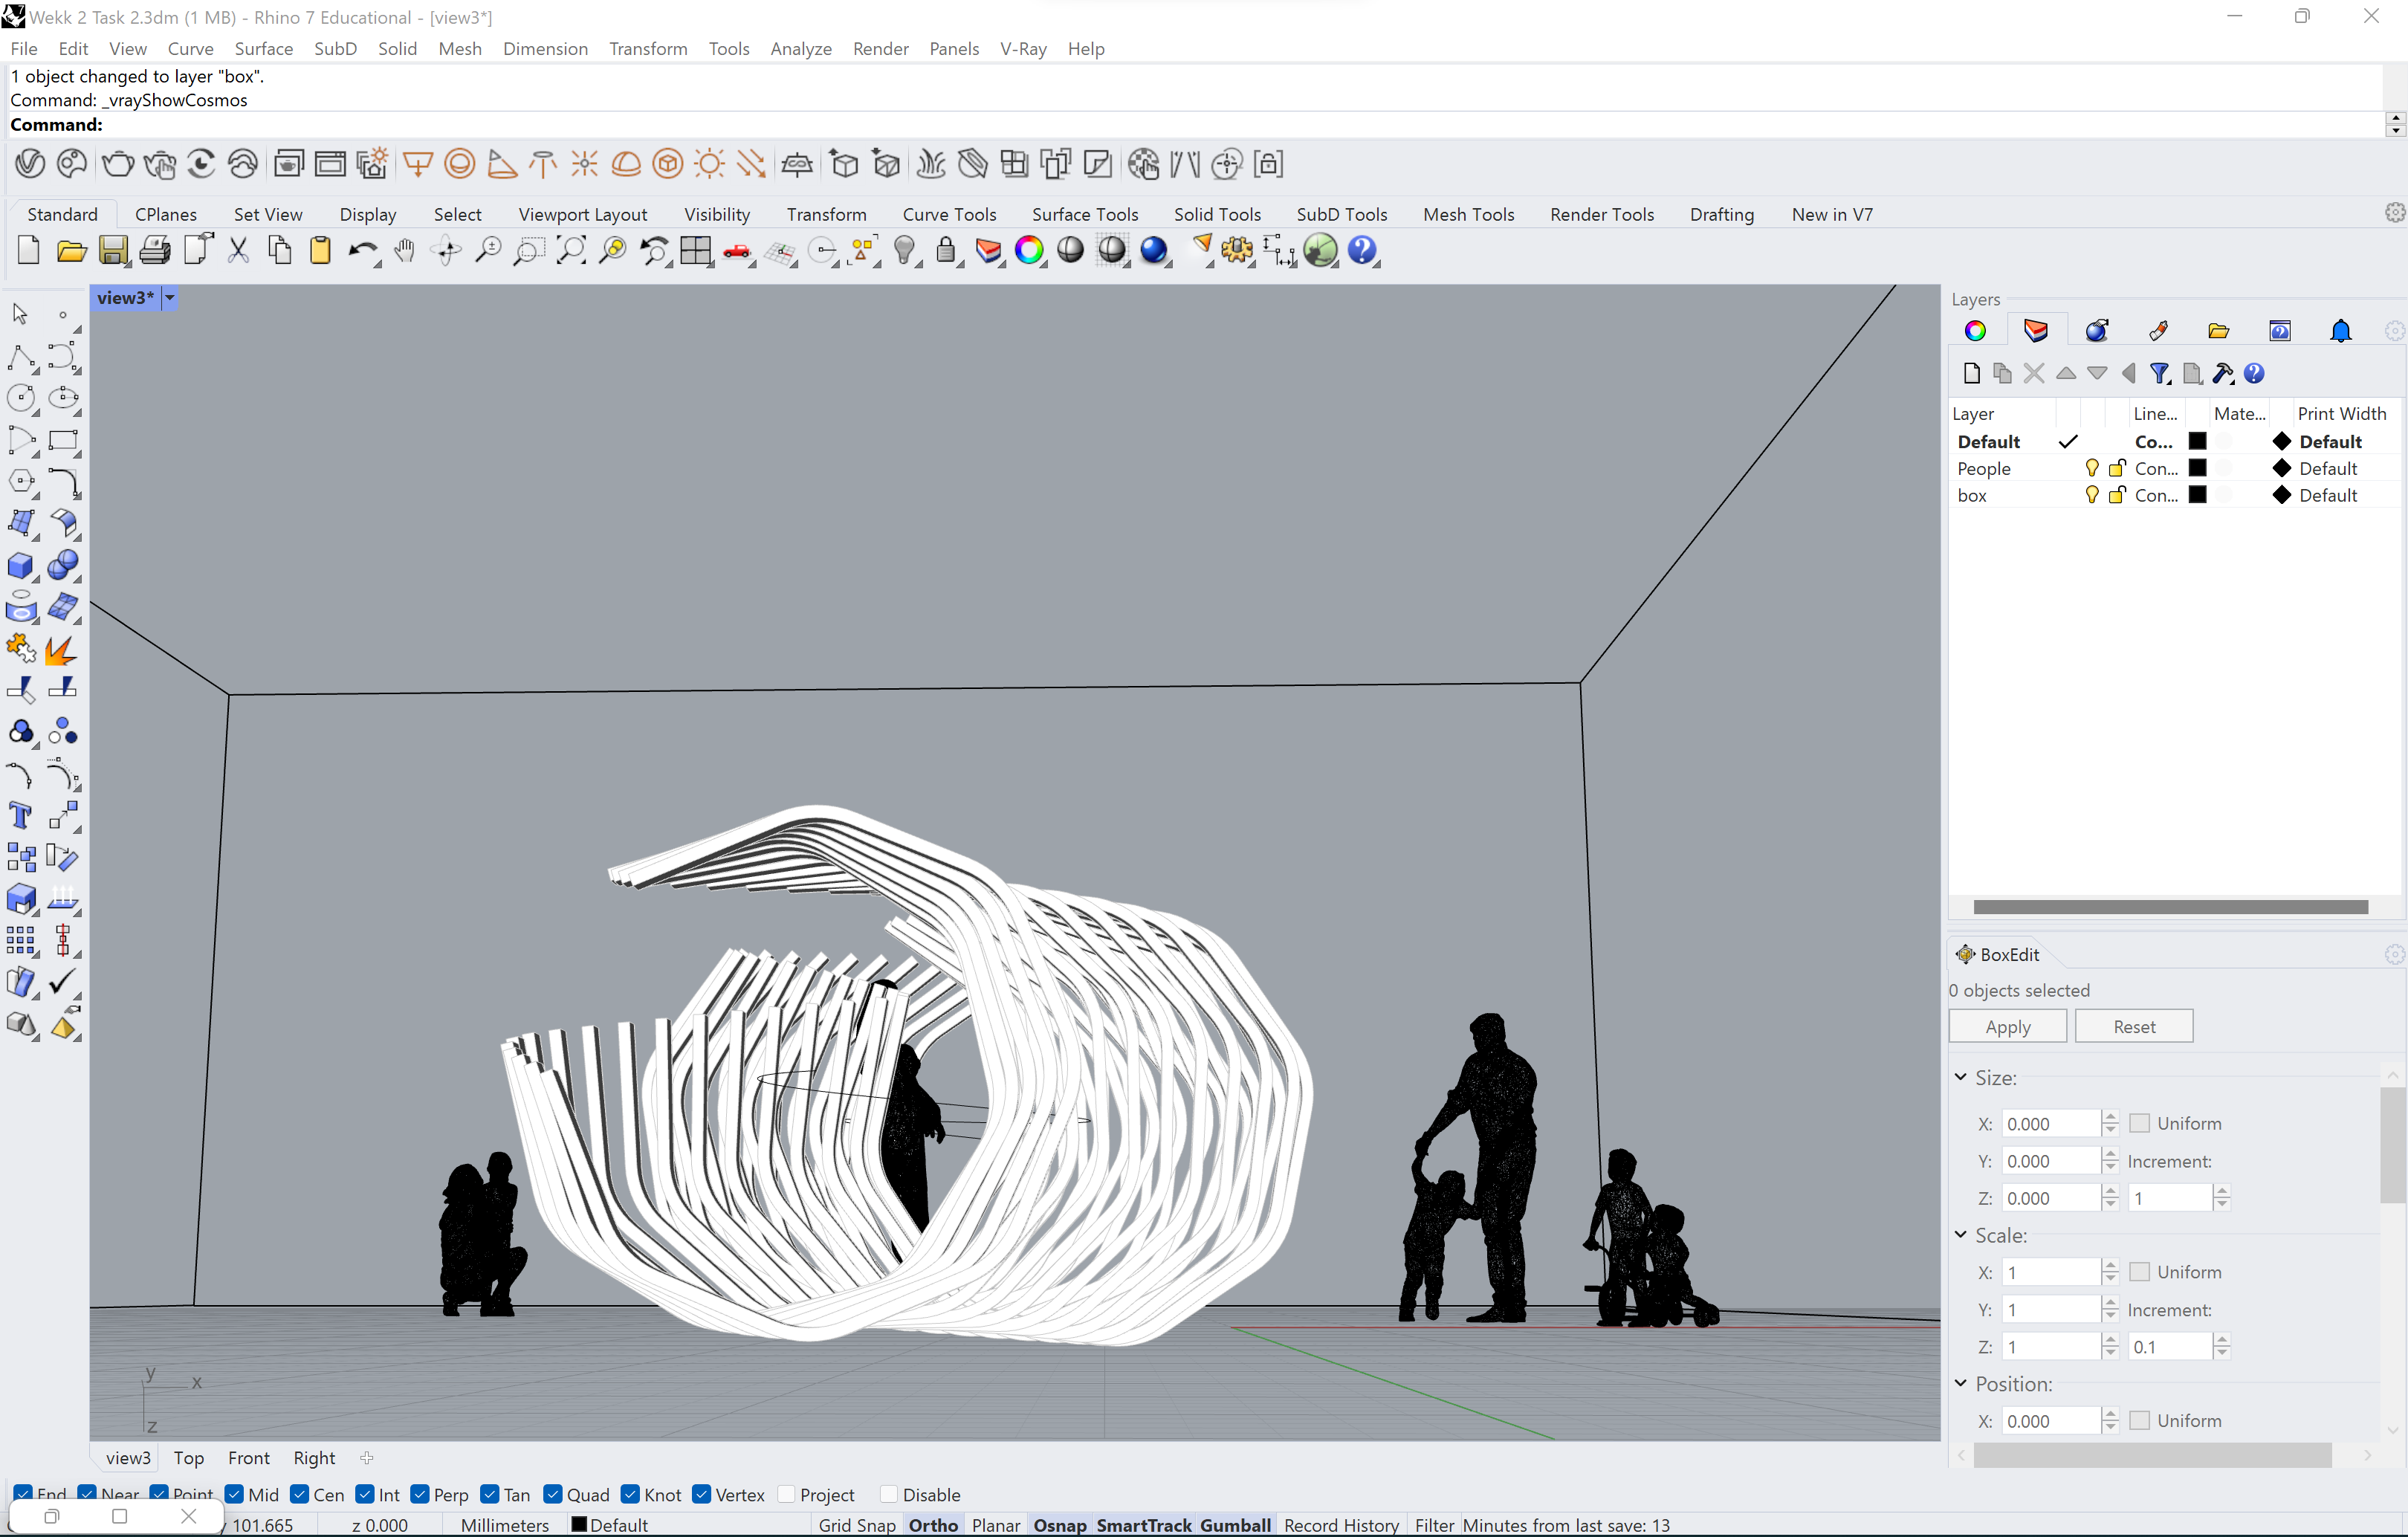 Wekk 2 Task 2.3dm (1 MB) - Rhino 7 Educational - [view3*]
File Edit View Curve Surface SubD Solid Mesh Dimension Transform Tools Analyze Render Panels V-Ray Help
1 object changed to layer "box".
Command: _vrayShowCosmos
Command:
Standard CPlanes Set View Display Select Viewport Layout Visibility Transform Curve Tools Surface Tools Solid Tools SubD Tools Mesh Tools Render Tools Drafting New in V7
view3*
Layers
Layer Line... Mate... Print Width
Default Co... Default
People Con... Default
box Con... Default
BoxEdit
0 objects selected
Apply Reset
Size:
X: 0.000 Uniform
Y: 0.000 Increment:
Z: 0.000 1
Scale:
X: 1 Uniform
Y: 1 Increment:
Z: 1 0.1
Position:
X: 0.000 Uniform
y
x
z
view3 Top Front Right
End Near Point Mid Cen Int Perp Tan Quad Knot Vertex Project Disable
101.665 z 0.000 Millimeters Default Grid Snap Ortho Planar Osnap SmartTrack Gumball Record History Filter Minutes from last save: 13